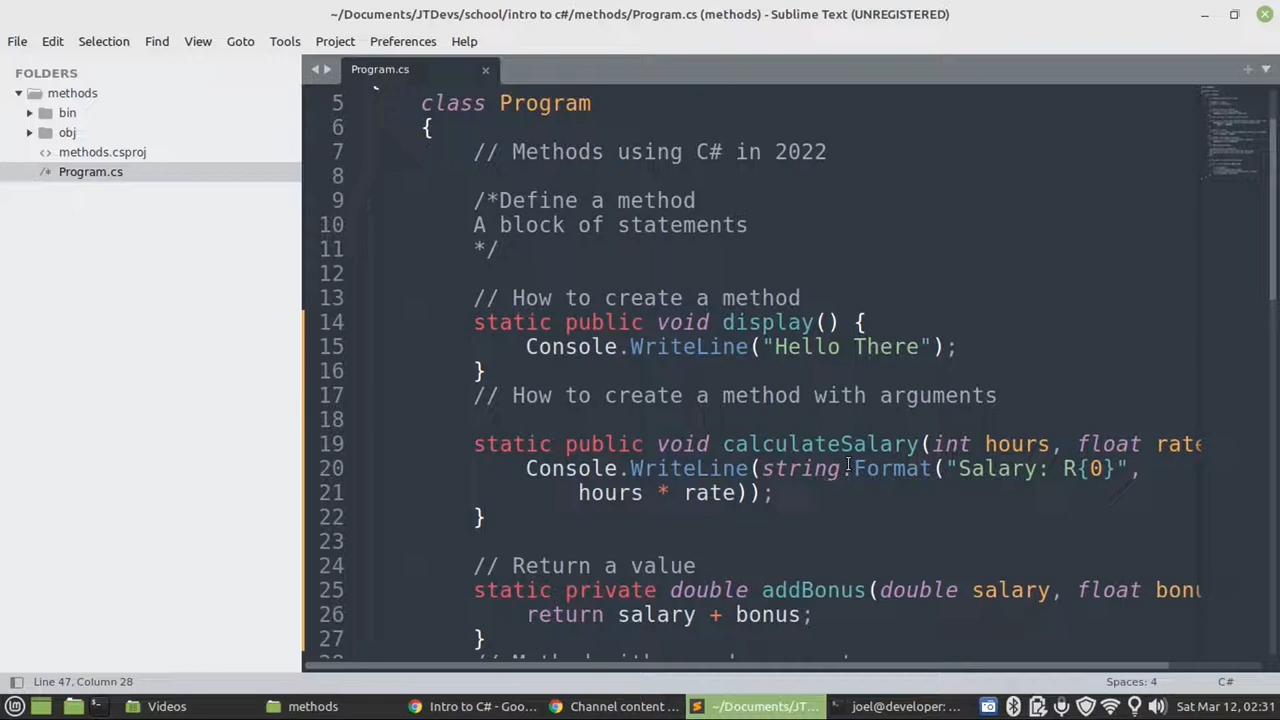 ~/Documents/JTDevs/school/intro to c#/methods/Program.cs (methods) - Sublime Text (UNREGISTERED)
File Edit Selection Find View Goto Tools Project Preferences Help
FOLDERS
methods
bin
obj
methods.csproj
Program.cs
Program.cs
5 class Program
6 {
7 // Methods using C# in 2022
8
9 /*Define a method
10 A block of statements
11 */
12
13 // How to create a method
14 static public void display() {
15 Console.WriteLine("Hello There");
16 }
17 // How to create a method with arguments
18
19 static public void calculateSalary(int hours, float rate
20 Console.WriteLine(string.Format("Salary: R{0}",
21 hours * rate));
22 }
23
24 // Return a value
25 static private double addBonus(double salary, float bonu
26 return salary + bonus;
27 }
Line 47, Column 28
Spaces: 4
C#
Videos
methods
Intro to C# - Goo...
Channel content ...
~/Documents/JT...
joel@developer: ...
Sat Mar 12, 02:31